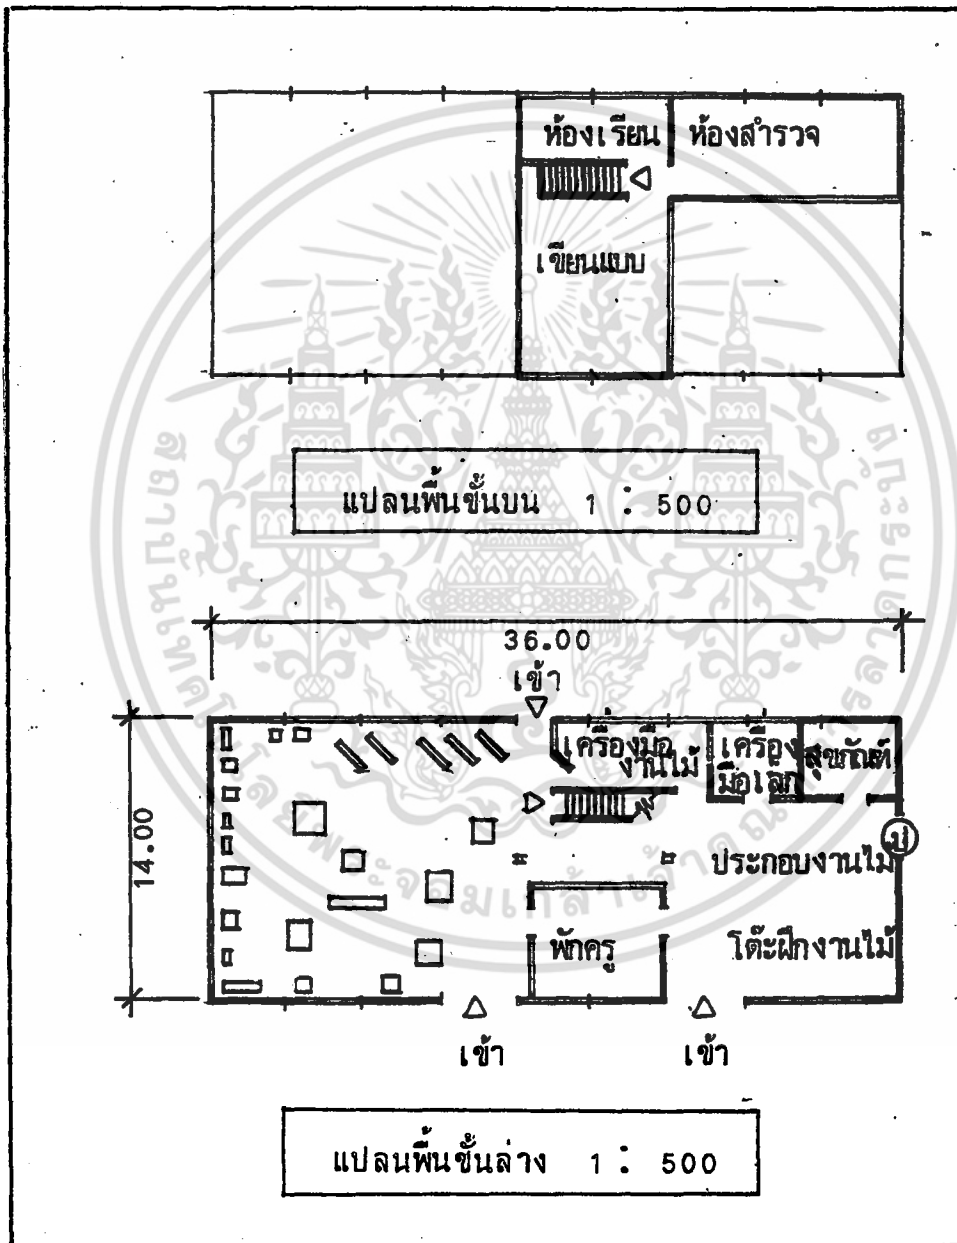 ห้องเรียน ห้องสำรวจ
เขียนแบบ
แปลนพื้นชั้นบน 1 : 500
36.00
เข้า
14.00
เครื่องมือ
งานไม้
เครื่อง
มือเล็ก
สุขภัณฑ์
ป
ประกอบงานไม้
พักครู
โต๊ะฝึกงานไม้
เข้า เข้า
แปลนพื้นชั้นล่าง 1 : 500